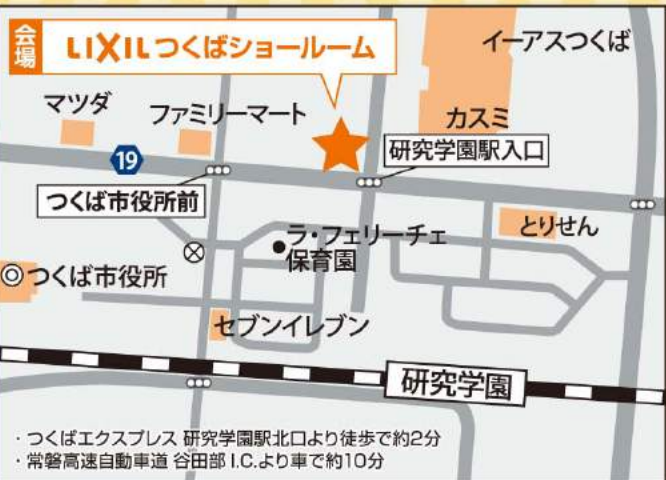 会場
LIXILつくばショールーム
イーアスつくば
マツダ
ファミリーマート
カスミ
19
研究学園駅入口
つくば市役所前
とりせん
ラ・フェリーチェ
保育園
つくば市役所
セブンイレブン
研究学園
・つくばエクスプレス 研究学園駅北口より徒歩で約2分
・常磐高速自動車道 谷田部 I.C.より車で約10分